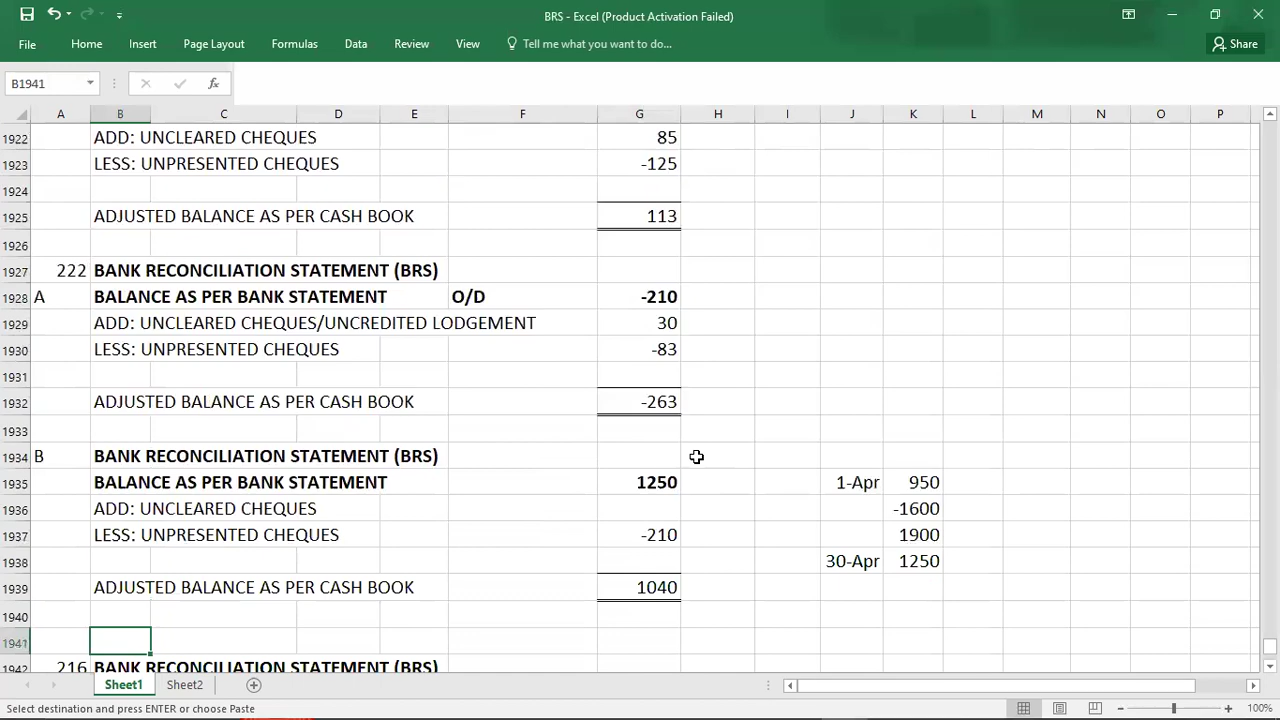 BRS - Excel (Product Activation Failed)
File Home Insert Page Layout Formulas Data Review View Tell me what you want to do... Share
B1941 fx
A B C D E F G H I J K L M N O P
1922 ADD: UNCLEARED CHEQUES 85
1923 LESS: UNPRESENTED CHEQUES -125
1924
1925 ADJUSTED BALANCE AS PER CASH BOOK 113
1926
1927 222 BANK RECONCILIATION STATEMENT (BRS)
1928 A BALANCE AS PER BANK STATEMENT O/D -210
1929 ADD: UNCLEARED CHEQUES/UNCREDITED LODGEMENT 30
1930 LESS: UNPRESENTED CHEQUES -83
1931
1932 ADJUSTED BALANCE AS PER CASH BOOK -263
1933
1934 B BANK RECONCILIATION STATEMENT (BRS)
1935 BALANCE AS PER BANK STATEMENT 1250 1-Apr 950
1936 ADD: UNCLEARED CHEQUES -1600
1937 LESS: UNPRESENTED CHEQUES -210 1900
1938 30-Apr 1250
1939 ADJUSTED BALANCE AS PER CASH BOOK 1040
1940
1941
1942 216 BANK RECONCILIATION STATEMENT (BRS)
Sheet1 Sheet2
Select destination and press ENTER or choose Paste 100%